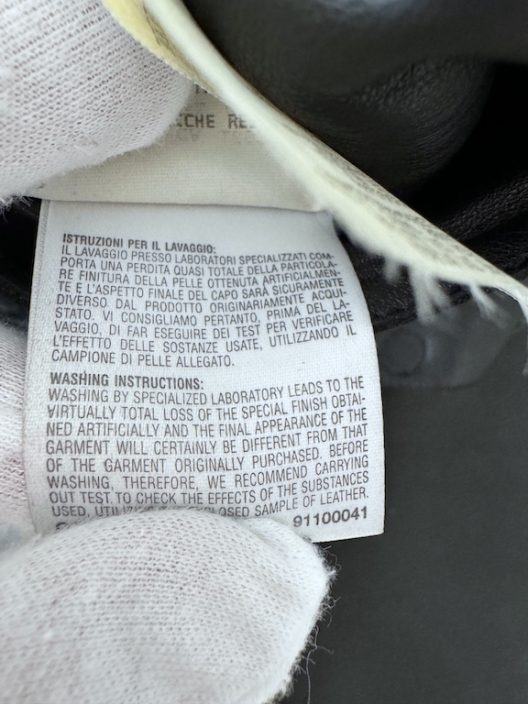 RE
ISTRUZIONI PER IL LAVAGGIO:
IL LAVAGGIO PRESSO LABORATORI SPECIALIZZATI COM-
PORTA UNA PERDITA QUASI TOTALE DELLA PARTICOLA-
RE FINITURA DELLA PELLE OTTENUTA ARTIFICIALMEN-
TE E L'ASPETTO FINALE DEL CAPO SARÀ SICURAMENTE
DIVERSO DAL PRODOTTO ORIGINARIAMENTE ACQUI-
STATO. VI CONSIGLIAMO PERTANTO, PRIMA DEL LA-
VAGGIO, DI FAR ESEGUIRE DEI TEST PER VERIFICARE
L'EFFETTO DELLE SOSTANZE USATE, UTILIZZANDO IL
CAMPIONE DI PELLE ALLEGATO.
WASHING INSTRUCTIONS:
WASHING BY SPECIALIZED LABORATORY LEADS TO THE
VIRTUALLY TOTAL LOSS OF THE SPECIAL FINISH OBTAI-
NED ARTIFICIALLY AND THE FINAL APPEARANCE OF THE
GARMENT WILL CERTAINLY BE DIFFERENT FROM THAT
OF THE GARMENT ORIGINALLY PURCHASED. BEFORE
WASHING, THEREFORE, WE RECOMMEND CARRYING
OUT TEST TO CHECK THE EFFECTS OF THE SUBSTANCES
USED, SAMPLE OF LEATHER.
91100041